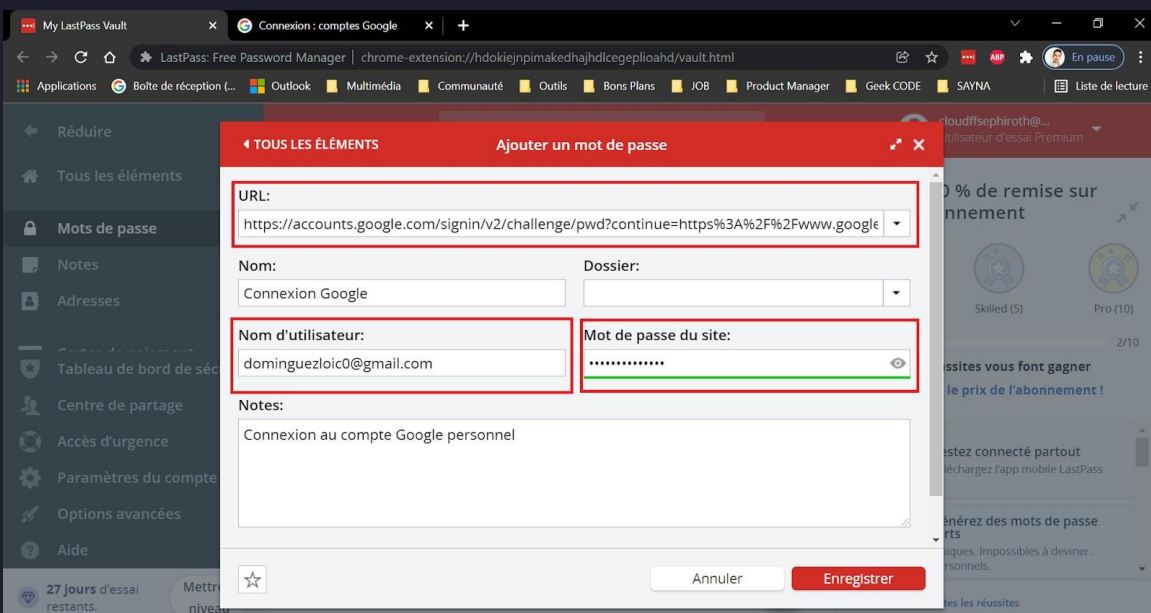 My LastPass Vault
Connexion : comptes Google
LastPass: Free Password Manager | chrome-extension://hdokiejnpimakedhajhdlcegeplioahd/vault.html
ABP
En pause
Applications
Boîte de réception (...
Outlook
Multimédia
Communauté
Outils
Bons Plans
JOB
Product Manager
Geek CODE
SAYNA
Liste de lecture
Réduire
Tous les éléments
Mots de passe
Notes
Adresses
Tableau de bord de séc
Centre de partage
Accès d'urgence
Paramètres du compte
Options avancées
Aide
27 jours d'essai
restants.
Mettre
niveau
TOUS LES ÉLÉMENTS
Ajouter un mot de passe
URL:
https://accounts.google.com/signin/v2/challenge/pwd?continue=https%3A%2F%2Fwww.google
Nom:
Dossier:
Connexion Google
Nom d'utilisateur:
Mot de passe du site:
dominguezloic0@gmail.com
••••••••••••••
Notes:
Connexion au compte Google personnel
Annuler
Enregistrer
cloudffsephiroth@...
Utilisateur d'essai Premium
0 % de remise sur
nnement
Skilled (5)
Pro (10)
2/10
ssites vous font gagner
le prix de l'abonnement !
estez connecté partout
léchargez l'app mobile LastPass
énérez des mots de passe
rts
iques. Impossibles à deviner.
rsonnels.
tes les réussites